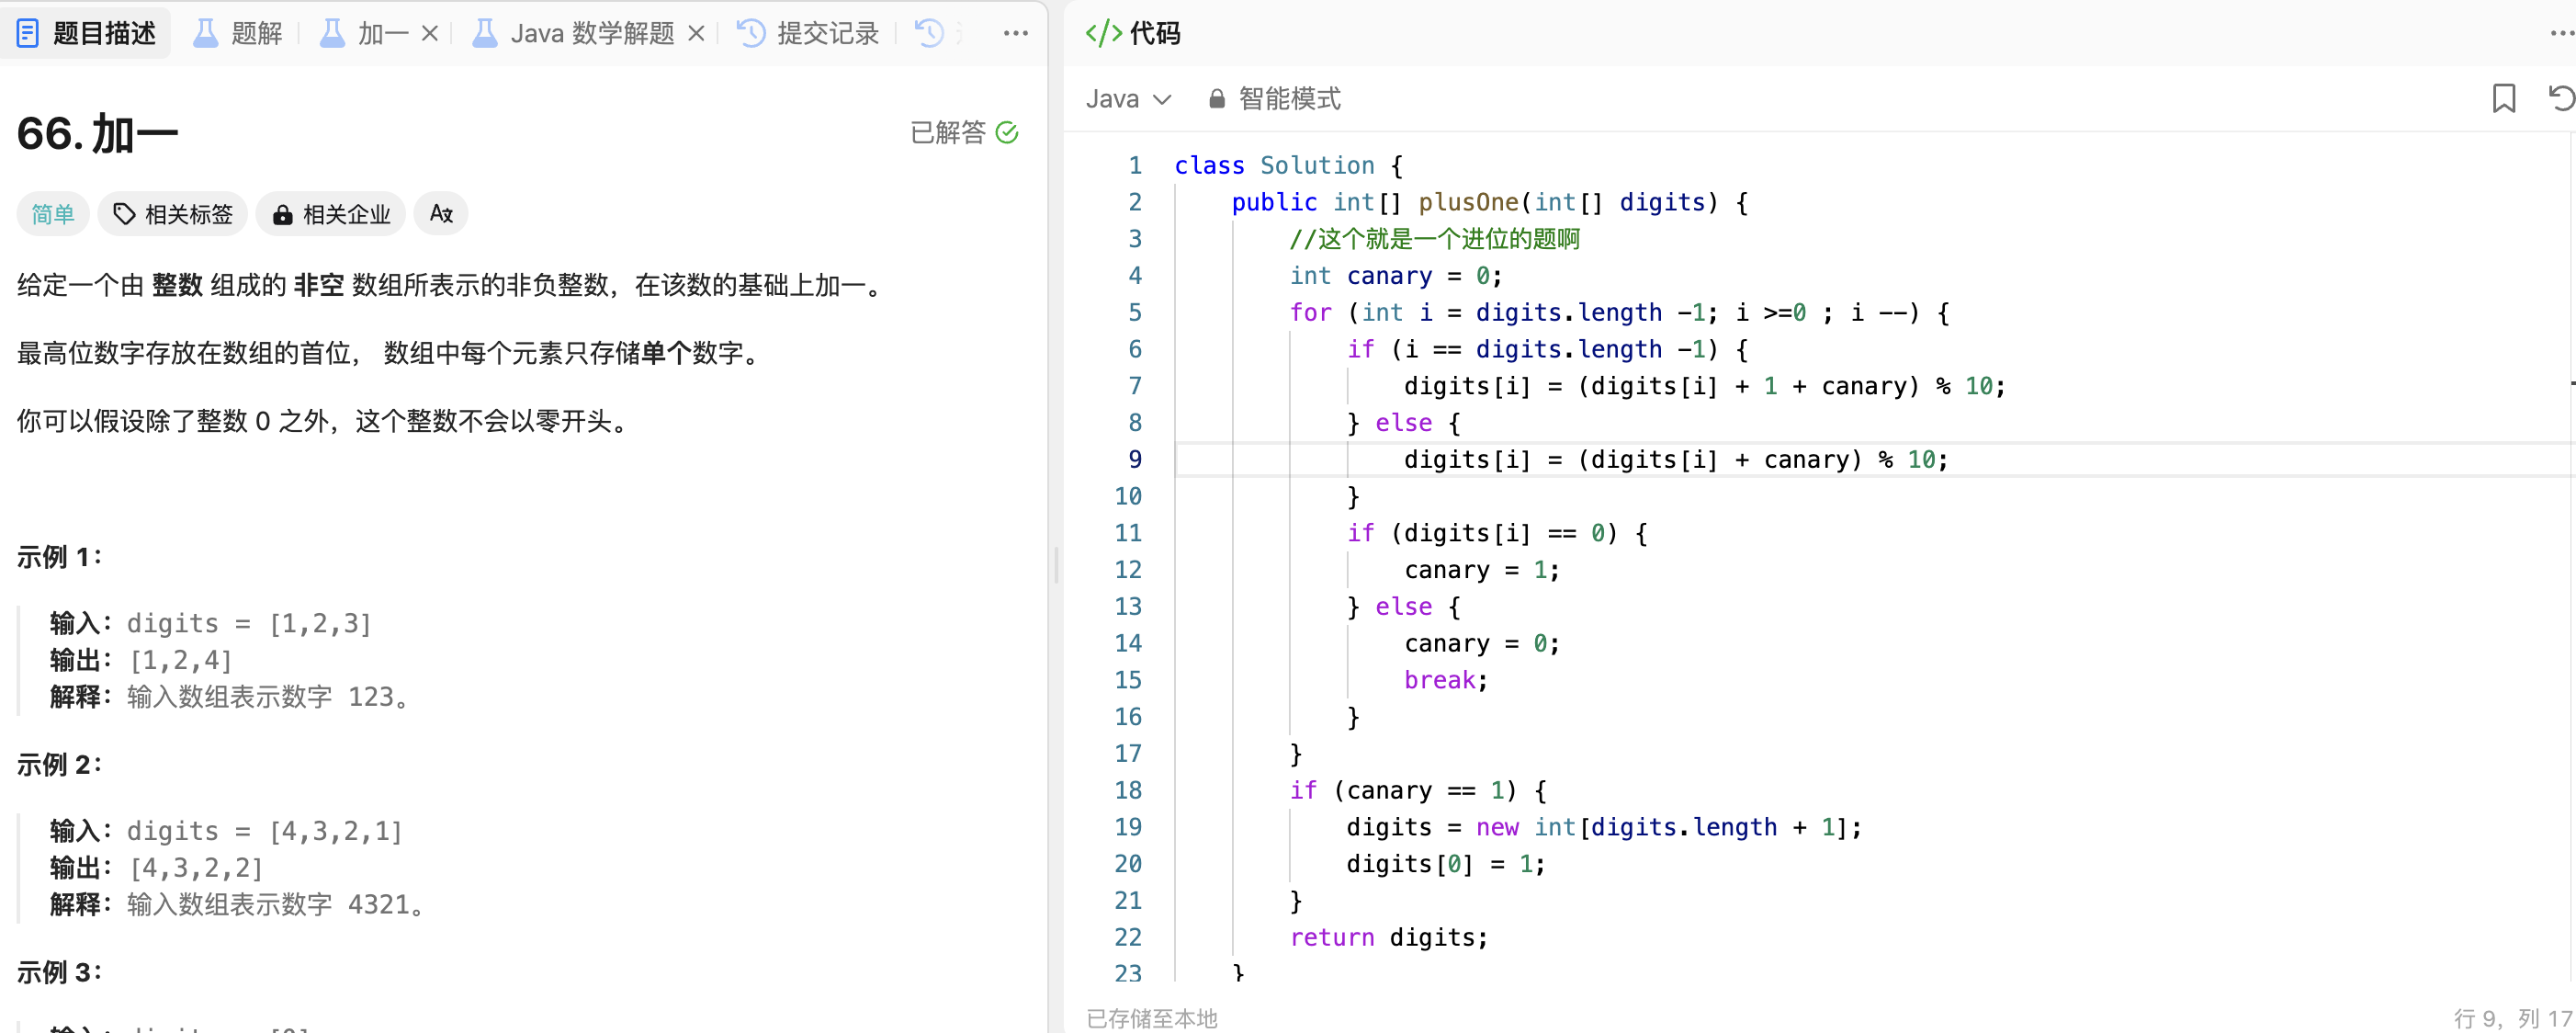 题目描述 题解 加一 Java 数学解题 提交记录
66. 加一
已解答
简单 相关标签 相关企业
给定一个由 整数 组成的 非空 数组所表示的非负整数，在该数的基础上加一。
最高位数字存放在数组的首位， 数组中每个元素只存储单个数字。
你可以假设除了整数 0 之外，这个整数不会以零开头。
示例 1：
输入：digits = [1,2,3]
输出：[1,2,4]
解释：输入数组表示数字 123。
示例 2：
输入：digits = [4,3,2,1]
输出：[4,3,2,2]
解释：输入数组表示数字 4321。
示例 3：
</> 代码
Java 智能模式
1 class Solution {
2 public int[] plusOne(int[] digits) {
3 //这个就是一个进位的题啊
4 int canary = 0;
5 for (int i = digits.length -1; i >=0 ; i --) {
6 if (i == digits.length -1) {
7 digits[i] = (digits[i] + 1 + canary) % 10;
8 } else {
9 digits[i] = (digits[i] + canary) % 10;
10 }
11 if (digits[i] == 0) {
12 canary = 1;
13 } else {
14 canary = 0;
15 break;
16 }
17 }
18 if (canary == 1) {
19 digits = new int[digits.length + 1];
20 digits[0] = 1;
21 }
22 return digits;
23 }
已存储至本地
行 9，列 17